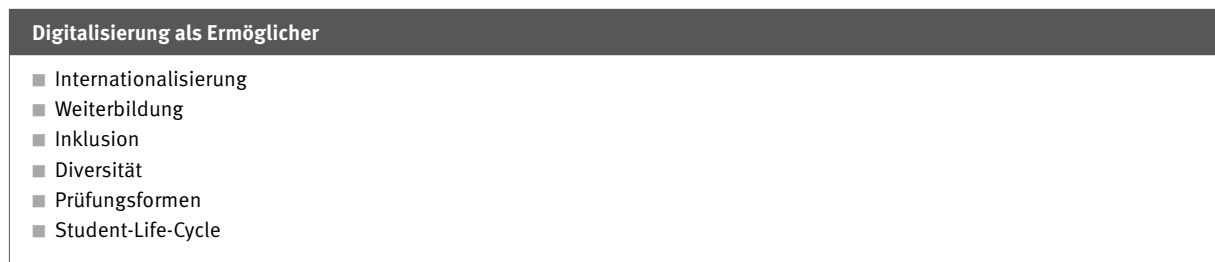 Digitalisierung als Ermöglicher
■ Internationalisierung
■ Weiterbildung
■ Inklusion
■ Diversität
■ Prüfungsformen
■ Student-Life-Cycle